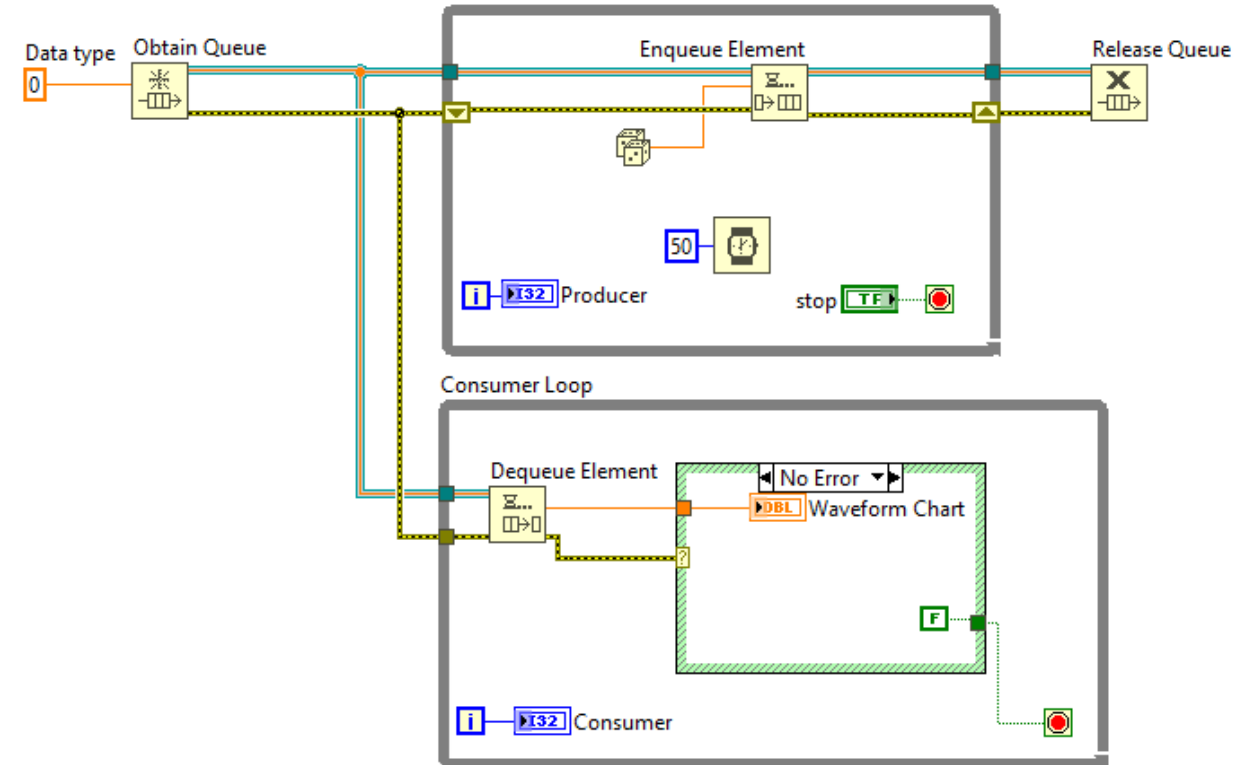 Data type
Obtain Queue
Enqueue Element
Release Queue
0
50
i
I32
Producer
stop
TF
Consumer Loop
Dequeue Element
No Error
DBL
Waveform Chart
?
F
i
I32
Consumer